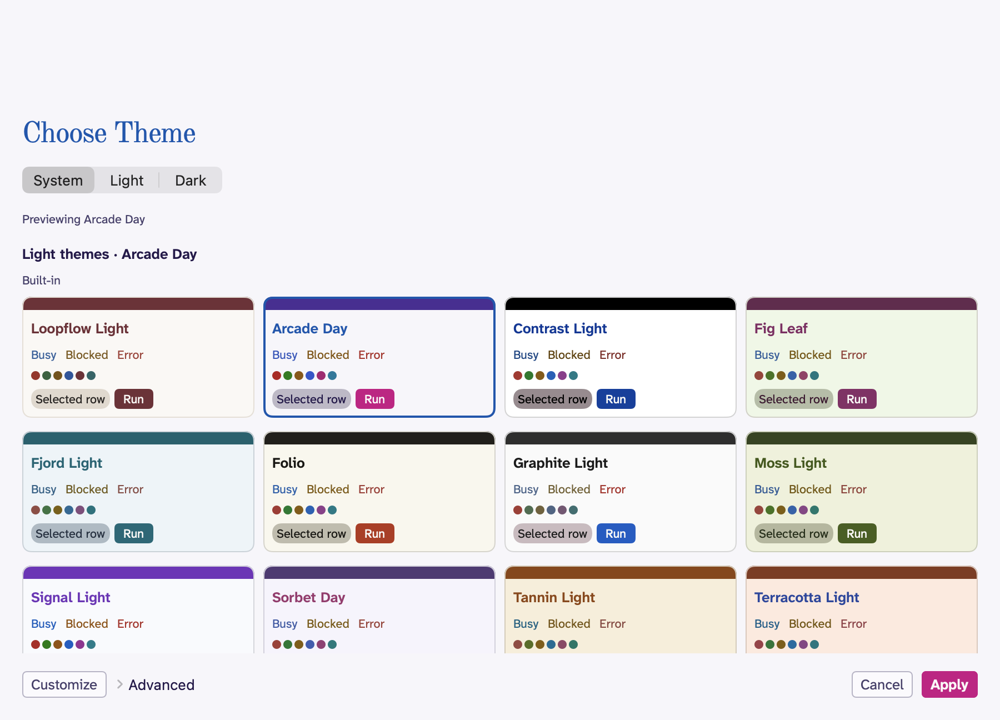 Choose Theme
System Light Dark
Previewing Arcade Day
Light themes · Arcade Day
Built-in
Loopflow Light
Busy Blocked Error
Selected row Run
Arcade Day
Busy Blocked Error
Selected row Run
Contrast Light
Busy Blocked Error
Selected row Run
Fig Leaf
Busy Blocked Error
Selected row Run
Fjord Light
Busy Blocked Error
Selected row Run
Folio
Busy Blocked Error
Selected row Run
Graphite Light
Busy Blocked Error
Selected row Run
Moss Light
Busy Blocked Error
Selected row Run
Signal Light
Busy Blocked Error
Sorbet Day
Busy Blocked Error
Tannin Light
Busy Blocked Error
Terracotta Light
Busy Blocked Error
Customize Advanced Cancel Apply